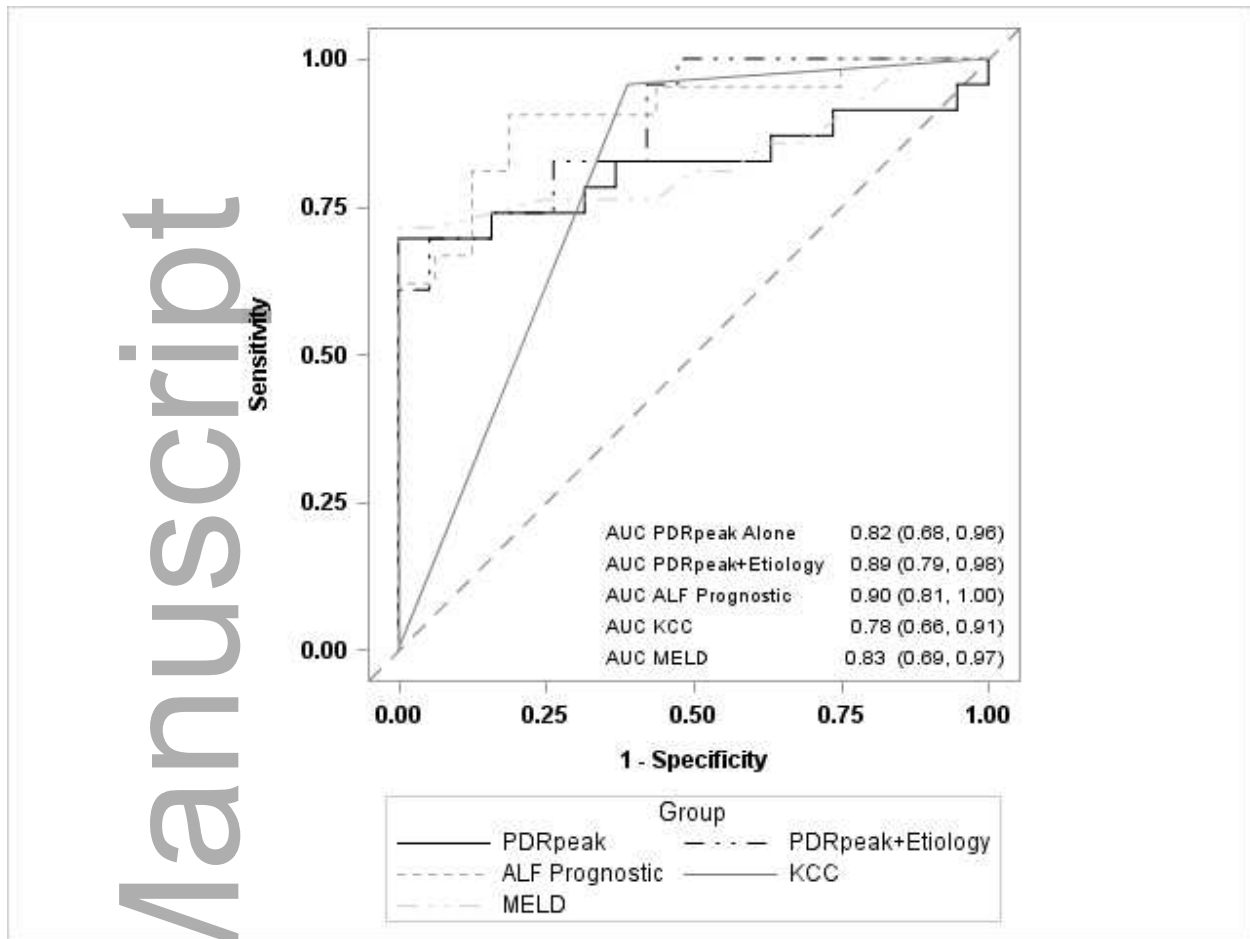 Manuscript
Sensitivity
1.00
0.75
0.50
0.25
0.00
AUC PDRpeak Alone 0.82 (0.68, 0.96)
AUC PDRpeak+Etiology 0.89 (0.79, 0.98)
AUC ALF Prognostic 0.90 (0.81, 1.00)
AUC KCC 0.78 (0.66, 0.91)
AUC MELD 0.83 (0.69, 0.97)
0.00 0.25 0.50 0.75 1.00
1 - Specificity
Group
PDRpeak PDRpeak+Etiology
ALF Prognostic KCC
MELD